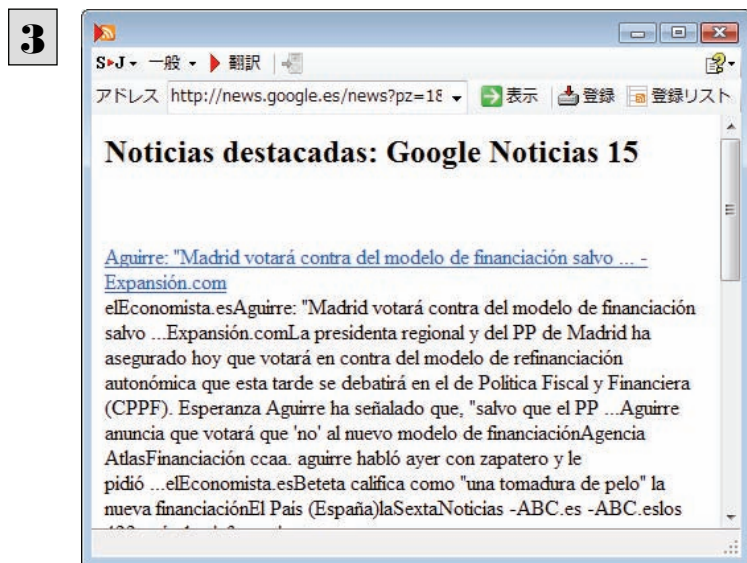 3
S▶J 一般 翻訳
アドレス http://news.google.es/news?pz=18 表示 登録 登録リスト
Noticias destacadas: Google Noticias 15
Aguirre: "Madrid votará contra del modelo de financiación salvo ... -
Expansión.com
elEconomista.esAguirre: "Madrid votará contra del modelo de financiación
salvo ...Expansión.comLa presidenta regional y del PP de Madrid ha
asegurado hoy que votará en contra del modelo de refinanciación
autonómica que esta tarde se debatirá en el de Política Fiscal y Financiera
(CPPF). Esperanza Aguirre ha señalado que, "salvo que el PP ...Aguirre
anuncia que votará que 'no' al nuevo modelo de financiaciónAgencia
AtlasFinanciación ccaa. aguirre habló ayer con zapatero y le
pidió ...elEconomista.esBeteta califica como "una tomadura de pelo" la
nueva financiaciónEl País (España)laSextaNoticias -ABC.es -ABC.eslos